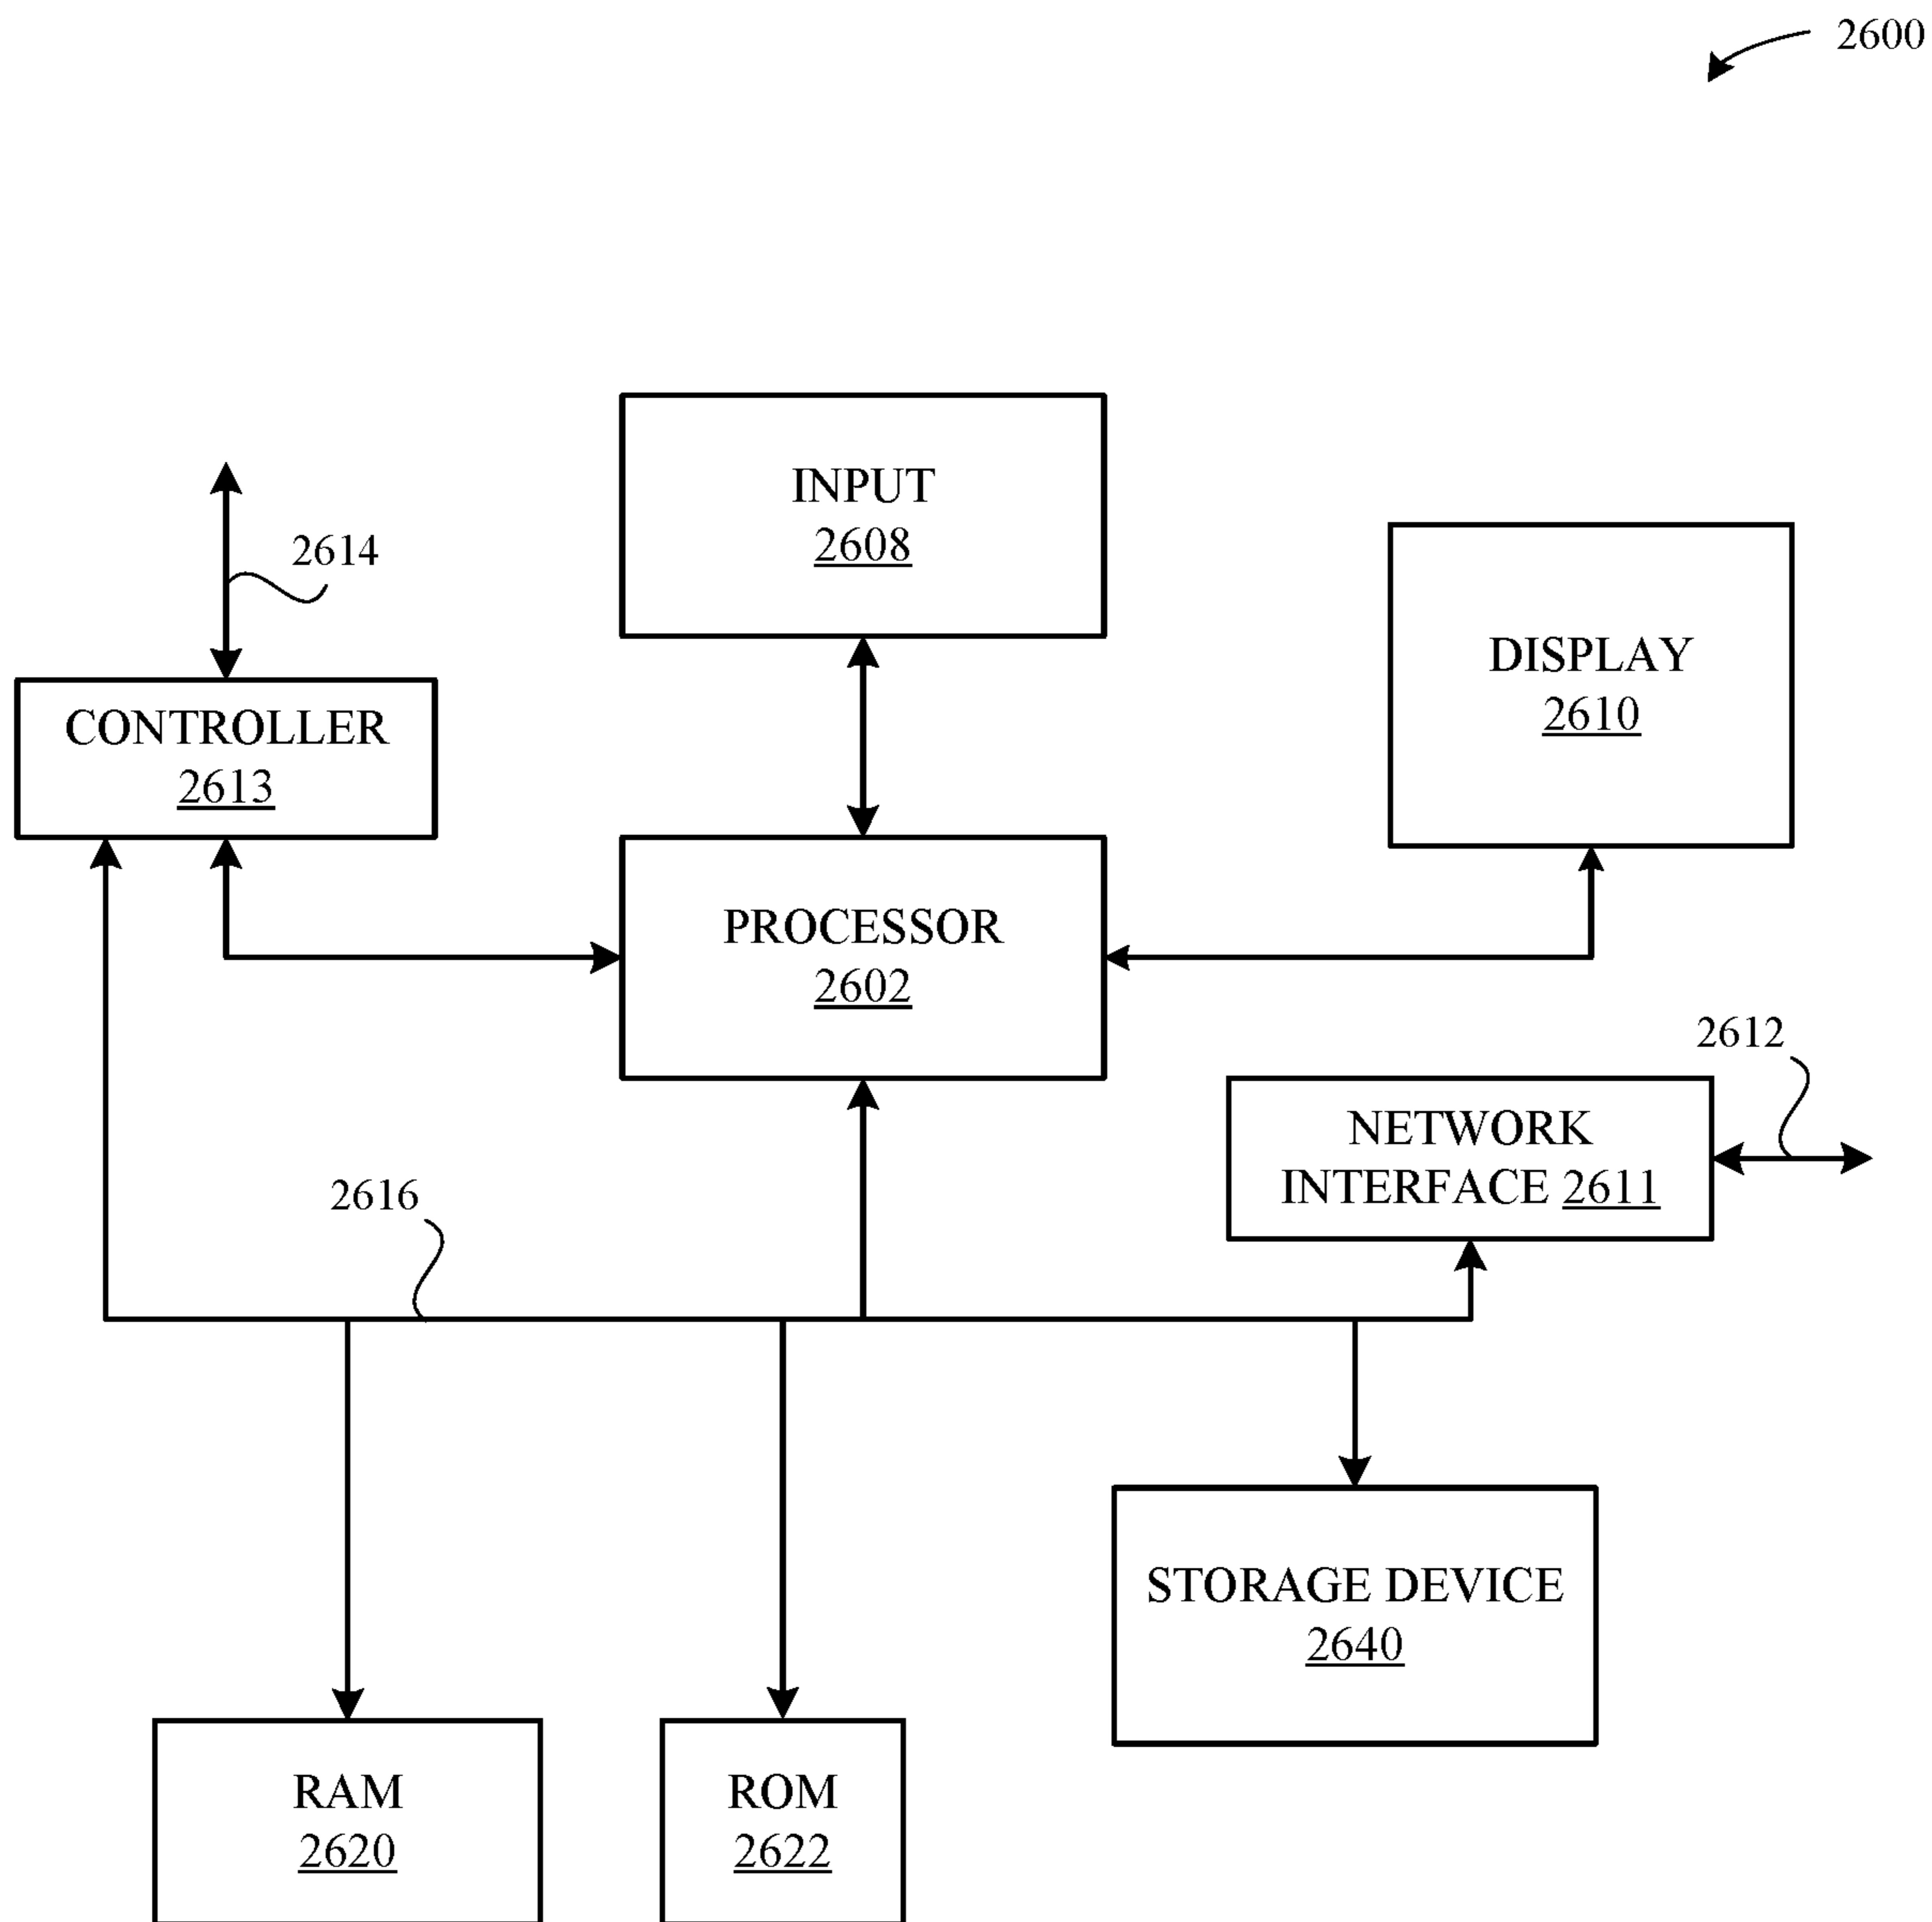 2600
INPUT
2608
2614
DISPLAY
2610
CONTROLLER
2613
PROCESSOR
2602
2612
NETWORK
INTERFACE 2611
2616
STORAGE DEVICE
2640
RAM
2620
ROM
2622